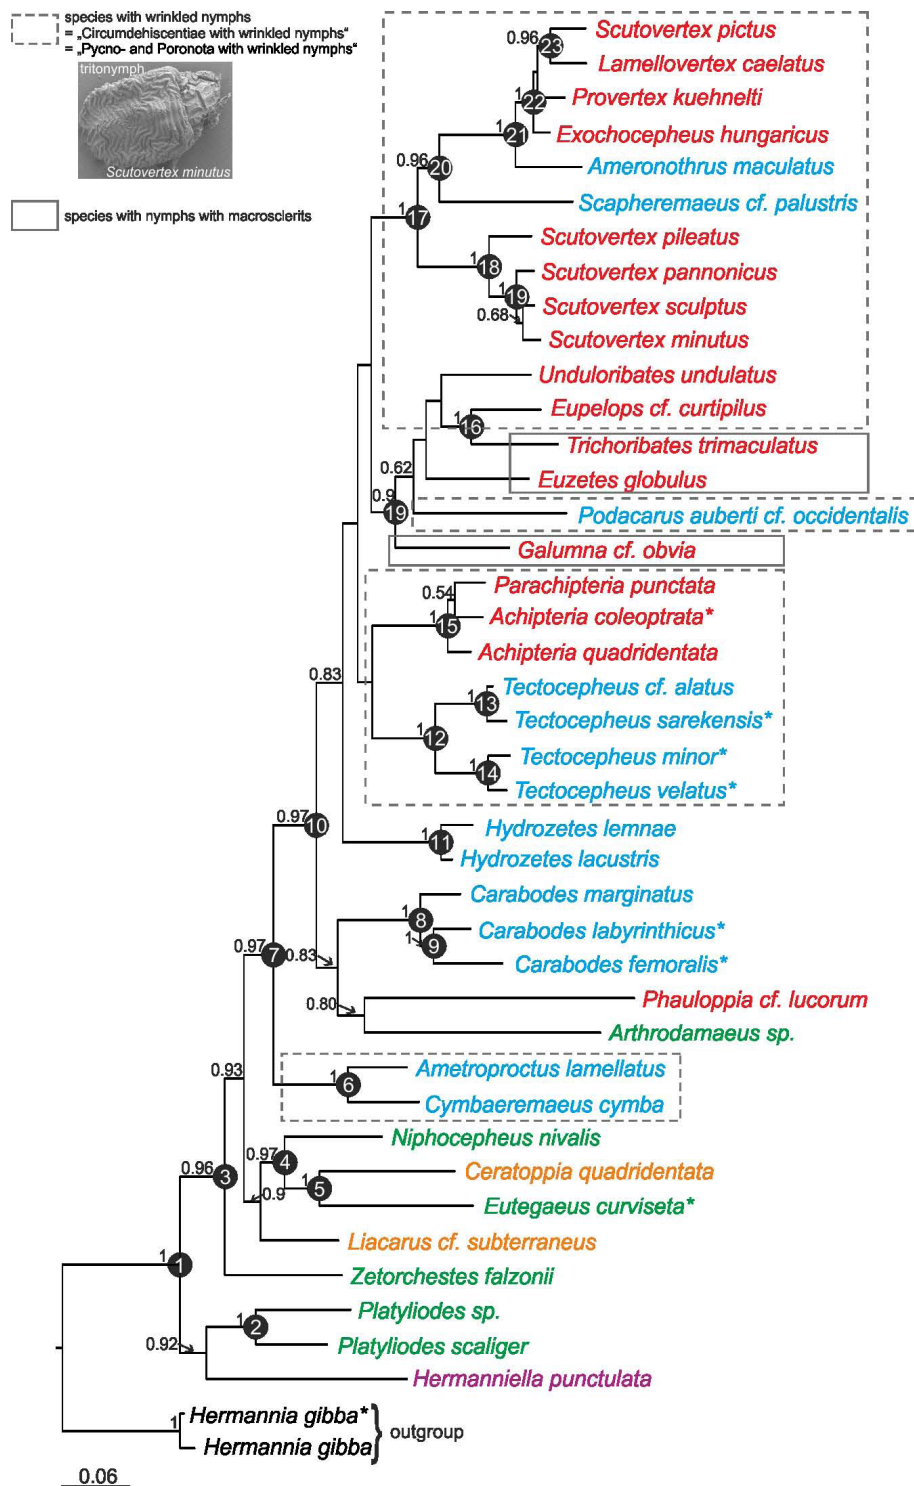 species with wrinkled nymphs
= „Circumdehiscentiae with wrinkled nymphs“
= „Pycno- and Poronota with wrinkled nymphs“
tritonymph
Scutovertex minutus
species with nymphs with macrosclerits
Scutovertex pictus
0.96
23
Lamellovertex caelatus
Provertex kuehnelti
1
22
Exochocepheus hungaricus
1
21
Ameronothrus maculatus
0.96
20
Scapheremaeus cf. palustris
1
17
Scutovertex pileatus
18
Scutovertex pannonicus
1
19
Scutovertex sculptus
0.68
Scutovertex minutus
Unduloribates undulatus
Eupelops cf. curtipilus
1
16
Trichoribates trimaculatus
0.62
Euzetes globulus
0.9
19
Podacarus auberti cf. occidentalis
Galumna cf. obvia
Parachipteria punctata
0.54
Achipteria coleoptrata*
1
15
Achipteria quadridentata
Tectocepheus cf. alatus
1
13
Tectocepheus sarekensis*
1
12
Tectocepheus minor*
1
14
Tectocepheus velatus*
0.83
0.97
10
Hydrozetes lemnae
1
11
Hydrozetes lacustris
Carabodes marginatus
1
8
Carabodes labyrinthicus*
1
9
Carabodes femoralis*
0.97
7
0.83
Phauloppia cf. lucorum
0.80
Arthrodamaeus sp.
Ametroproctus lamellatus
1
6
Cymbaeremaeus cymba
0.93
Niphocepheus nivalis
0.97
4
Ceratoppia quadridentata
1
5
Eutegaeus curviseta*
0.96
3
0.9
Liacarus cf. subterraneus
1
1
Zetorchestes falzonii
Platyliodes sp.
1
2
Platyliodes scaliger
0.92
Hermanniella punctulata
1
Hermannia gibba*
Hermannia gibba
outgroup
0.06